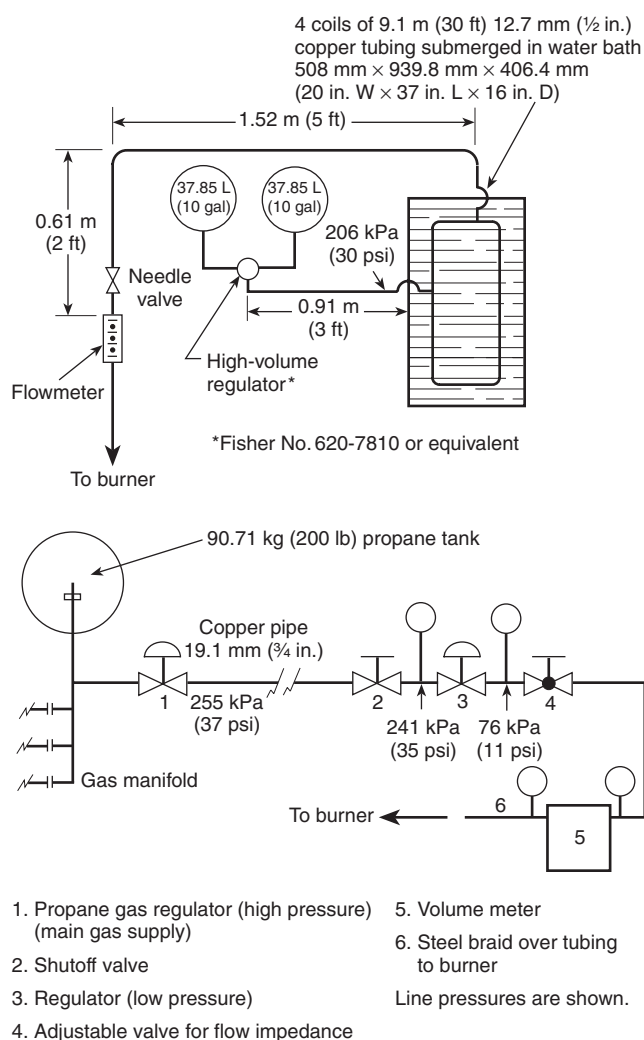 4 coils of 9.1 m (30 ft) 12.7 mm (½ in.)
copper tubing submerged in water bath
508 mm × 939.8 mm × 406.4 mm
(20 in. W × 37 in. L × 16 in. D)
1.52 m (5 ft)
37.85 L
(10 gal)
37.85 L
(10 gal)
0.61 m
(2 ft)
206 kPa
(30 psi)
Needle
valve
0.91 m
(3 ft)
Flowmeter
High-volume
regulator*
*Fisher No. 620-7810 or equivalent
To burner
90.71 kg (200 lb) propane tank
Copper pipe
19.1 mm (¾ in.)
1
255 kPa
(37 psi)
2
3
4
241 kPa
(35 psi)
76 kPa
(11 psi)
Gas manifold
To burner
6
5
1. Propane gas regulator (high pressure)
(main gas supply)
2. Shutoff valve
3. Regulator (low pressure)
4. Adjustable valve for flow impedance
5. Volume meter
6. Steel braid over tubing
to burner
Line pressures are shown.